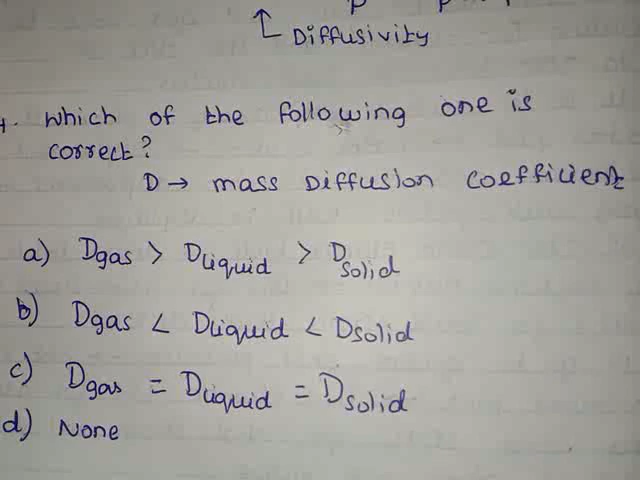 Diffusivity
which of the following one is
correct?
D → mass Diffusion coefficient
a) Dgas > Dliquid > Dsolid
b) Dgas < Dliquid < Dsolid
c) Dgas = Dliquid = Dsolid
d) None